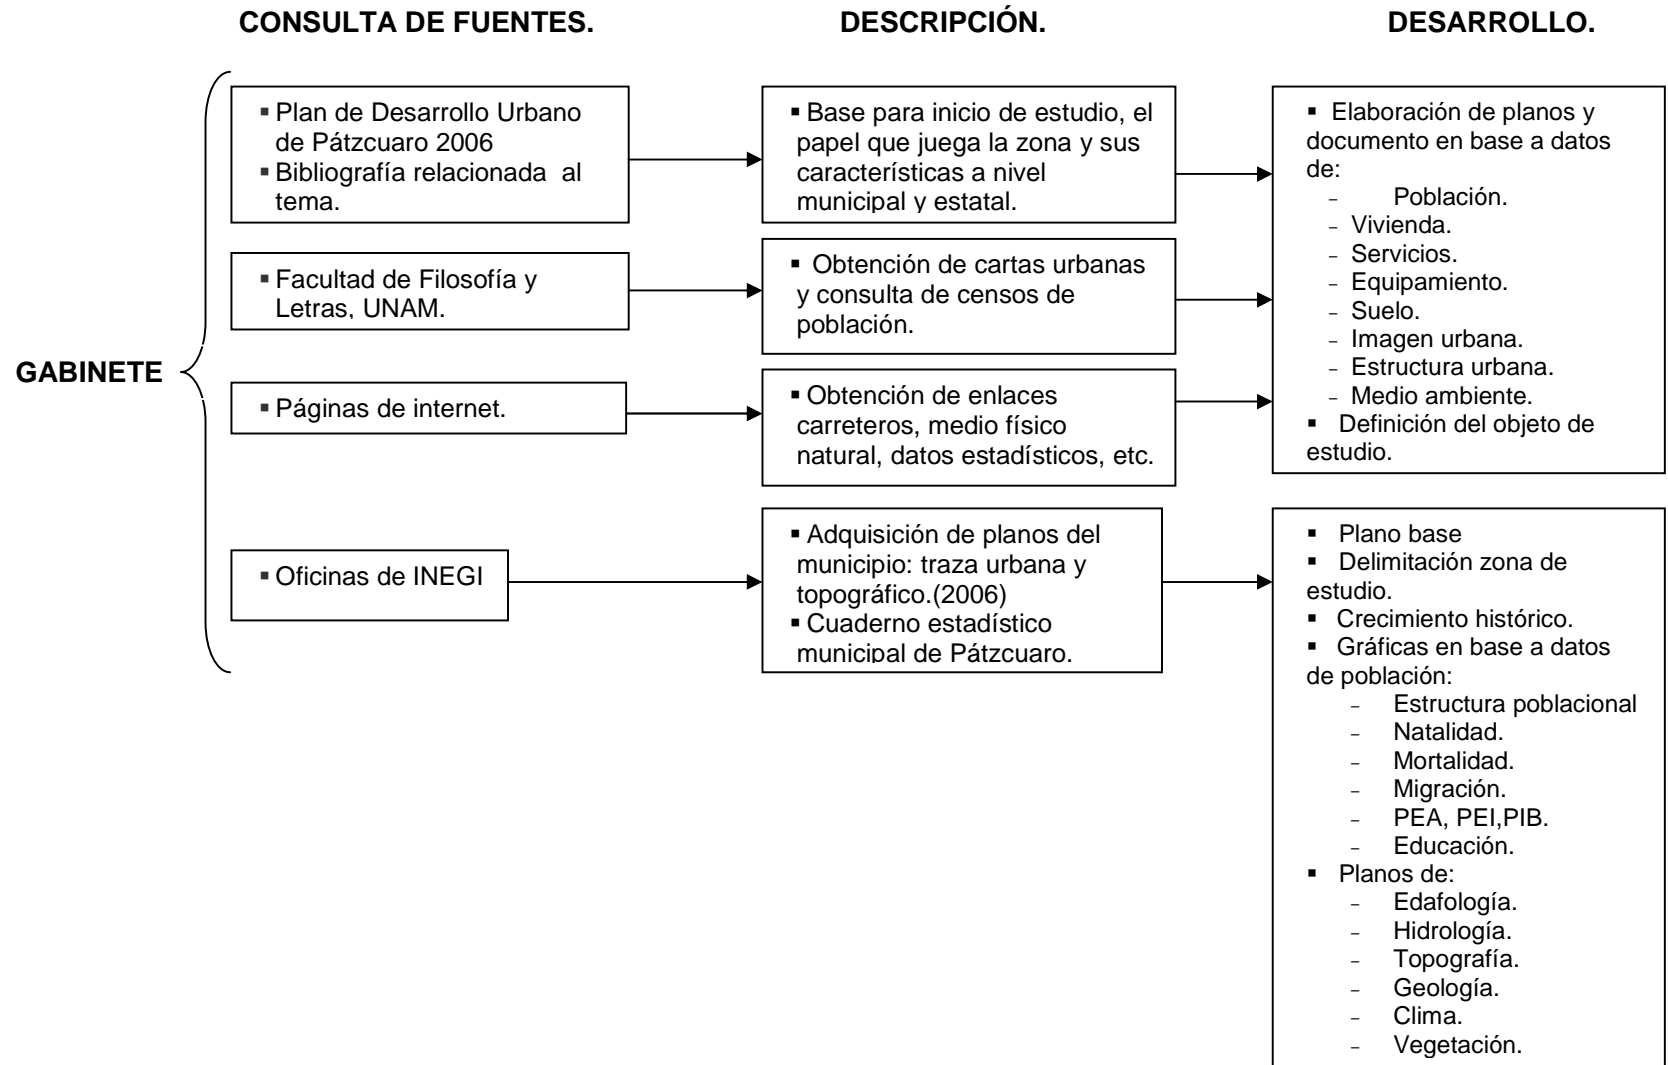 CONSULTA DE FUENTES.
DESCRIPCIÓN.
DESARROLLO.
GABINETE
▪ Plan de Desarrollo Urbano
de Pátzcuaro 2006
▪ Bibliografía relacionada al
tema.
▪ Base para inicio de estudio, el
papel que juega la zona y sus
características a nivel
municipal y estatal.
▪ Elaboración de planos y
documento en base a datos
de:
– Población.
– Vivienda.
– Servicios.
– Equipamiento.
– Suelo.
– Imagen urbana.
– Estructura urbana.
– Medio ambiente.
▪ Definición del objeto de
estudio.
▪ Facultad de Filosofía y
Letras, UNAM.
▪ Obtención de cartas urbanas
y consulta de censos de
población.
▪ Páginas de internet.
▪ Obtención de enlaces
carreteros, medio físico
natural, datos estadísticos, etc.
▪ Oficinas de INEGI
▪ Adquisición de planos del
municipio: traza urbana y
topográfico.(2006)
▪ Cuaderno estadístico
municipal de Pátzcuaro.
▪ Plano base
▪ Delimitación zona de
estudio.
▪ Crecimiento histórico.
▪ Gráficas en base a datos
de población:
– Estructura poblacional
– Natalidad.
– Mortalidad.
– Migración.
– PEA, PEI,PIB.
– Educación.
▪ Planos de:
– Edafología.
– Hidrología.
– Topografía.
– Geología.
– Clima.
– Vegetación.